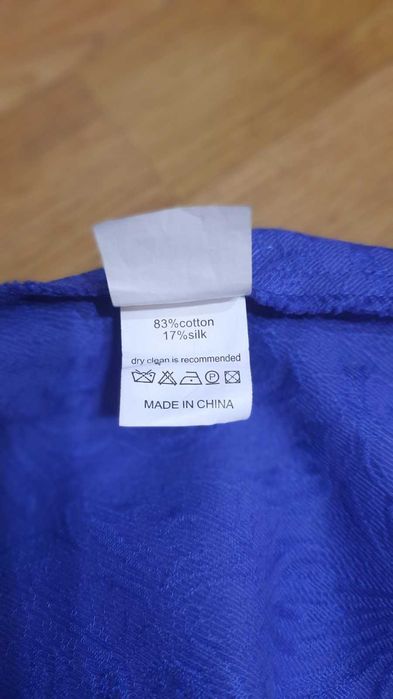 83%cotton
17%silk
dry clean is recommended
P
MADE IN CHINA